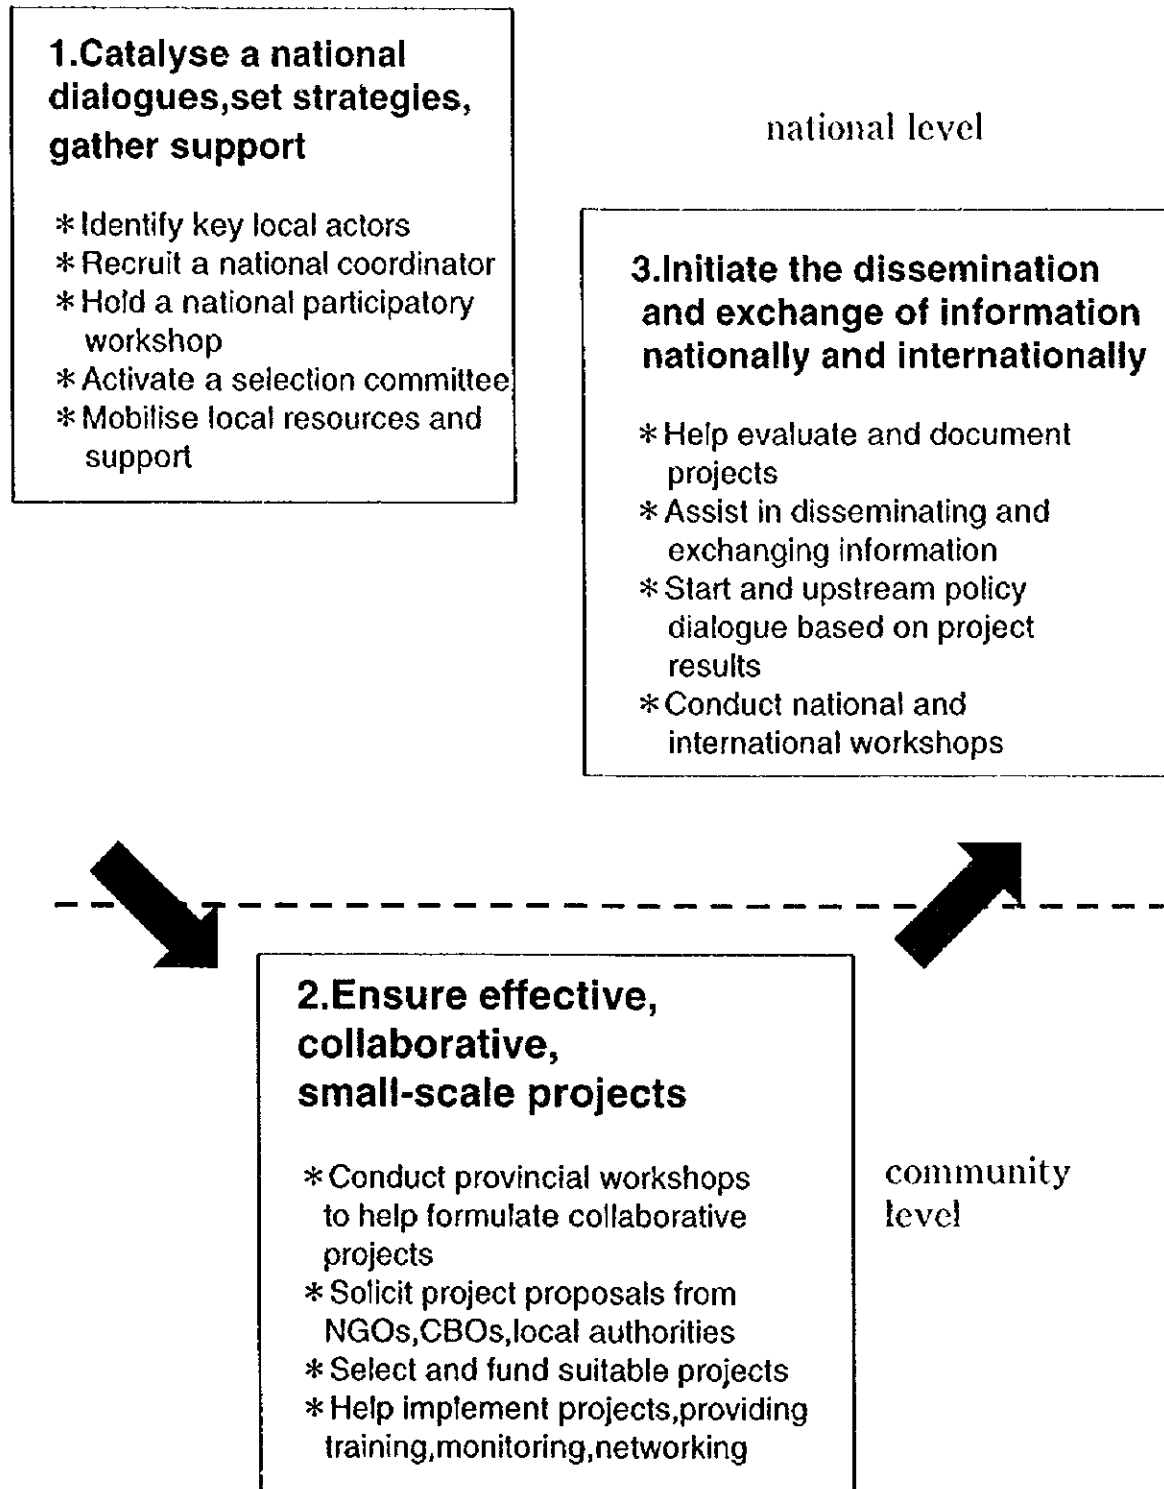 1.Catalyse a national
dialogues,set strategies,
gather support
* Identify key local actors
* Recruit a national coordinator
* Hold a national participatory
workshop
* Activate a selection committee
* Mobilise local resources and
support
national level
3.Initiate the dissemination
and exchange of information
nationally and internationally
* Help evaluate and document
projects
* Assist in disseminating and
exchanging information
* Start and upstream policy
dialogue based on project
results
* Conduct national and
international workshops
2.Ensure effective,
collaborative,
small-scale projects
* Conduct provincial workshops
to help formulate collaborative
projects
* Solicit project proposals from
NGOs,CBOs,local authorities
* Select and fund suitable projects
* Help implement projects,providing
training,monitoring,networking
community
level